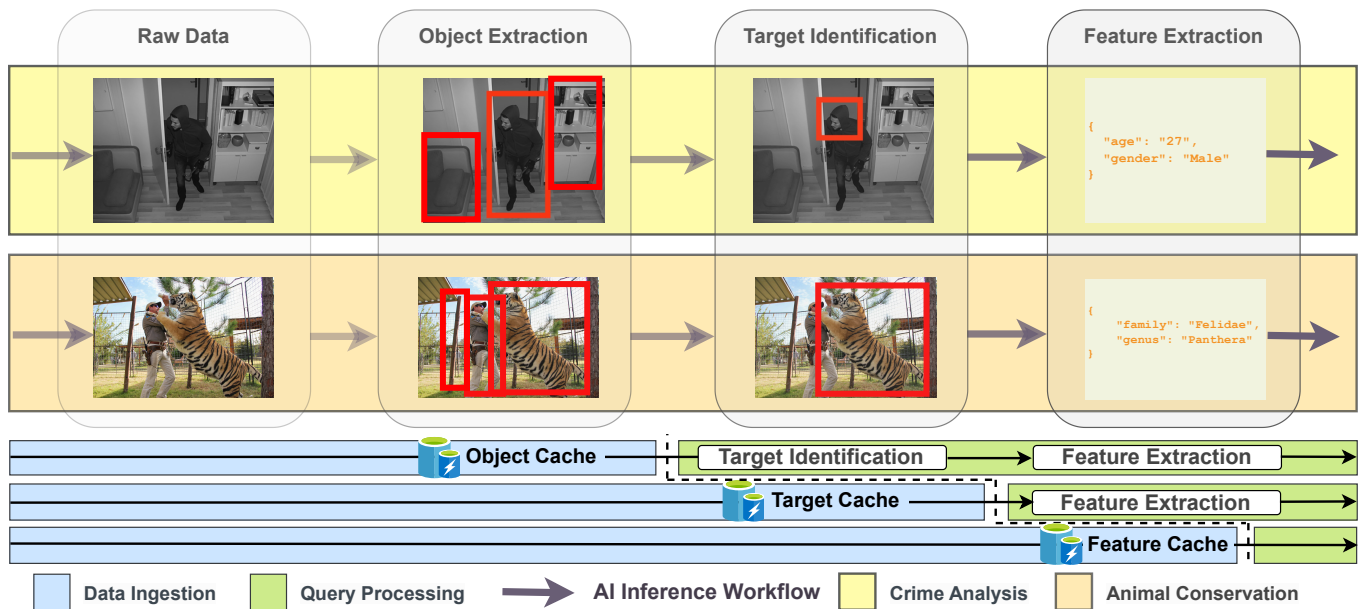 Raw Data
Object Extraction
Target Identification
Feature Extraction
{
"age": "27",
"gender": "Male"
}
{
"family": "Felidae",
"genus": "Panthera
}
Object Cache
Target Identification
Feature Extraction
Target Cache
Feature Extraction
Feature Cache
Data Ingestion
Query Processing
AI Inference Workflow
Crime Analysis
Animal Conservation